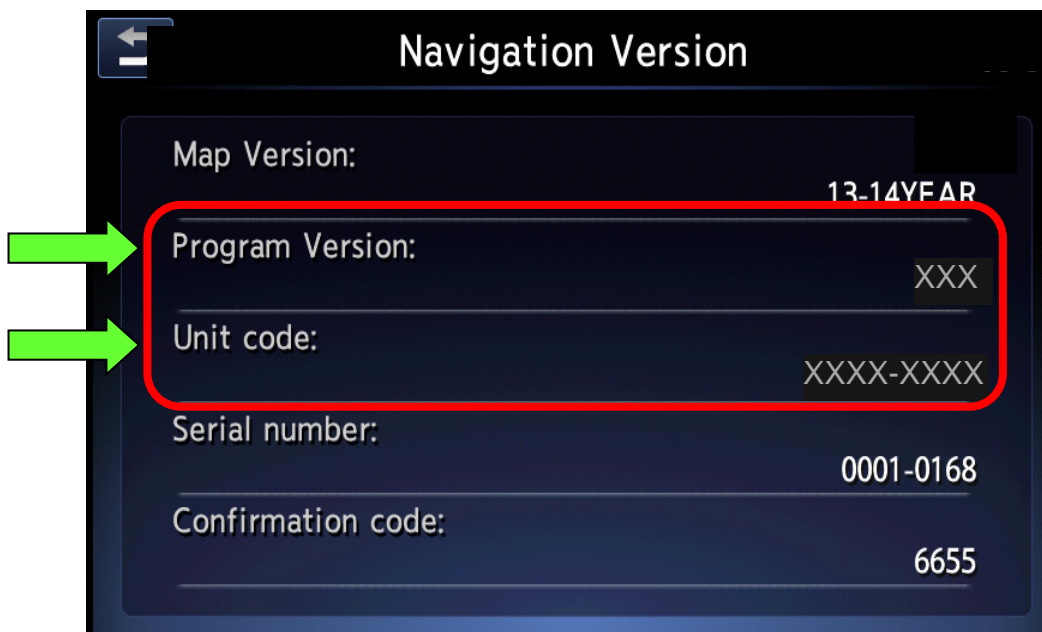 Navigation Version
Map Version:
13-14YEAR
Program Version:
XXX
Unit code:
XXXX-XXXX
Serial number:
0001-0168
Confirmation code:
6655